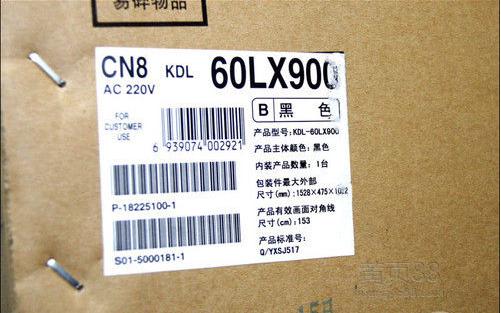 易碎物品
CN8 KDL 60LX900
AC 220V
B 黑色
FOR
CUSTOMER
USE
6 939074 002921
产品型号: KDL-60LX900
产品主体颜色: 黑色
内装产品数量: 1台
包装件最大外部
尺寸(mm): 1528×475×1022
P-18225100-1
产品有效画面对角线
尺寸(cm): 153
产品标准号:
Q/YXSJ517
S01-5000181-1